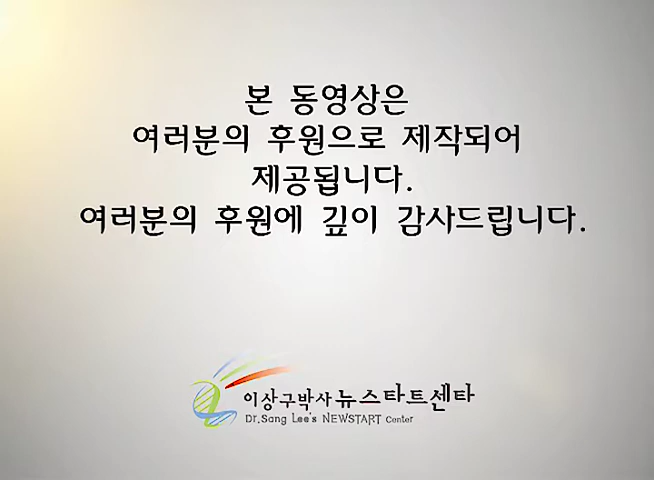 본 동영상은
여러분의 후원으로 제작되어
제공됩니다.
여러분의 후원에 깊이 감사드립니다.
이상구박사 뉴스타트센타
Dr.Sang Lee's NEWSTART Center